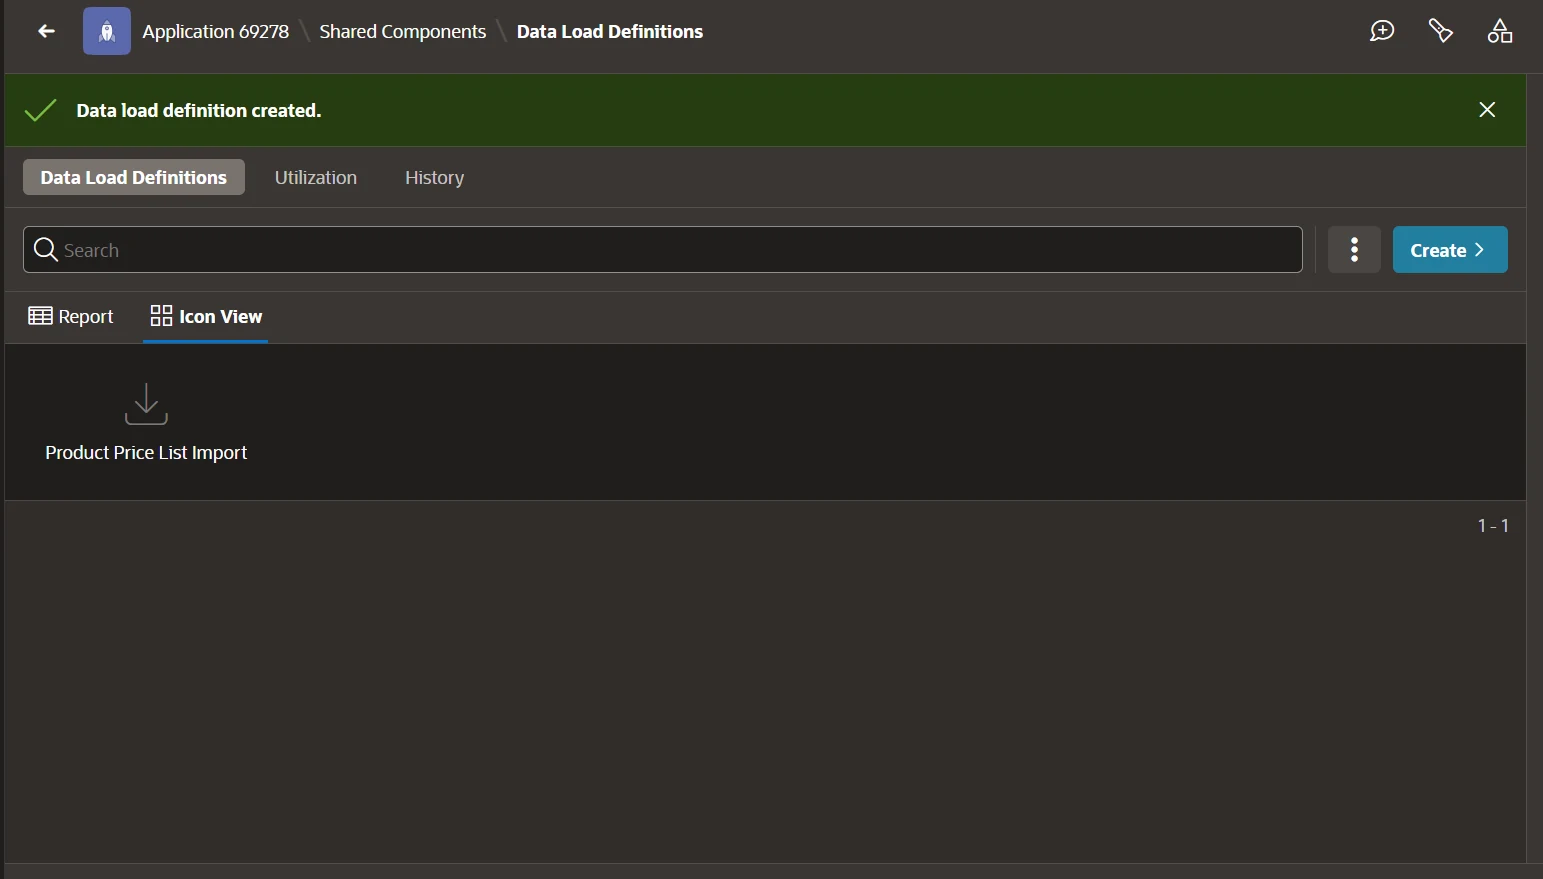 Application 69278 \ Shared Components \ Data Load Definitions
Data load definition created.
Data Load Definitions Utilization History
Search
Create
Report Icon View
Product Price List Import
1 - 1